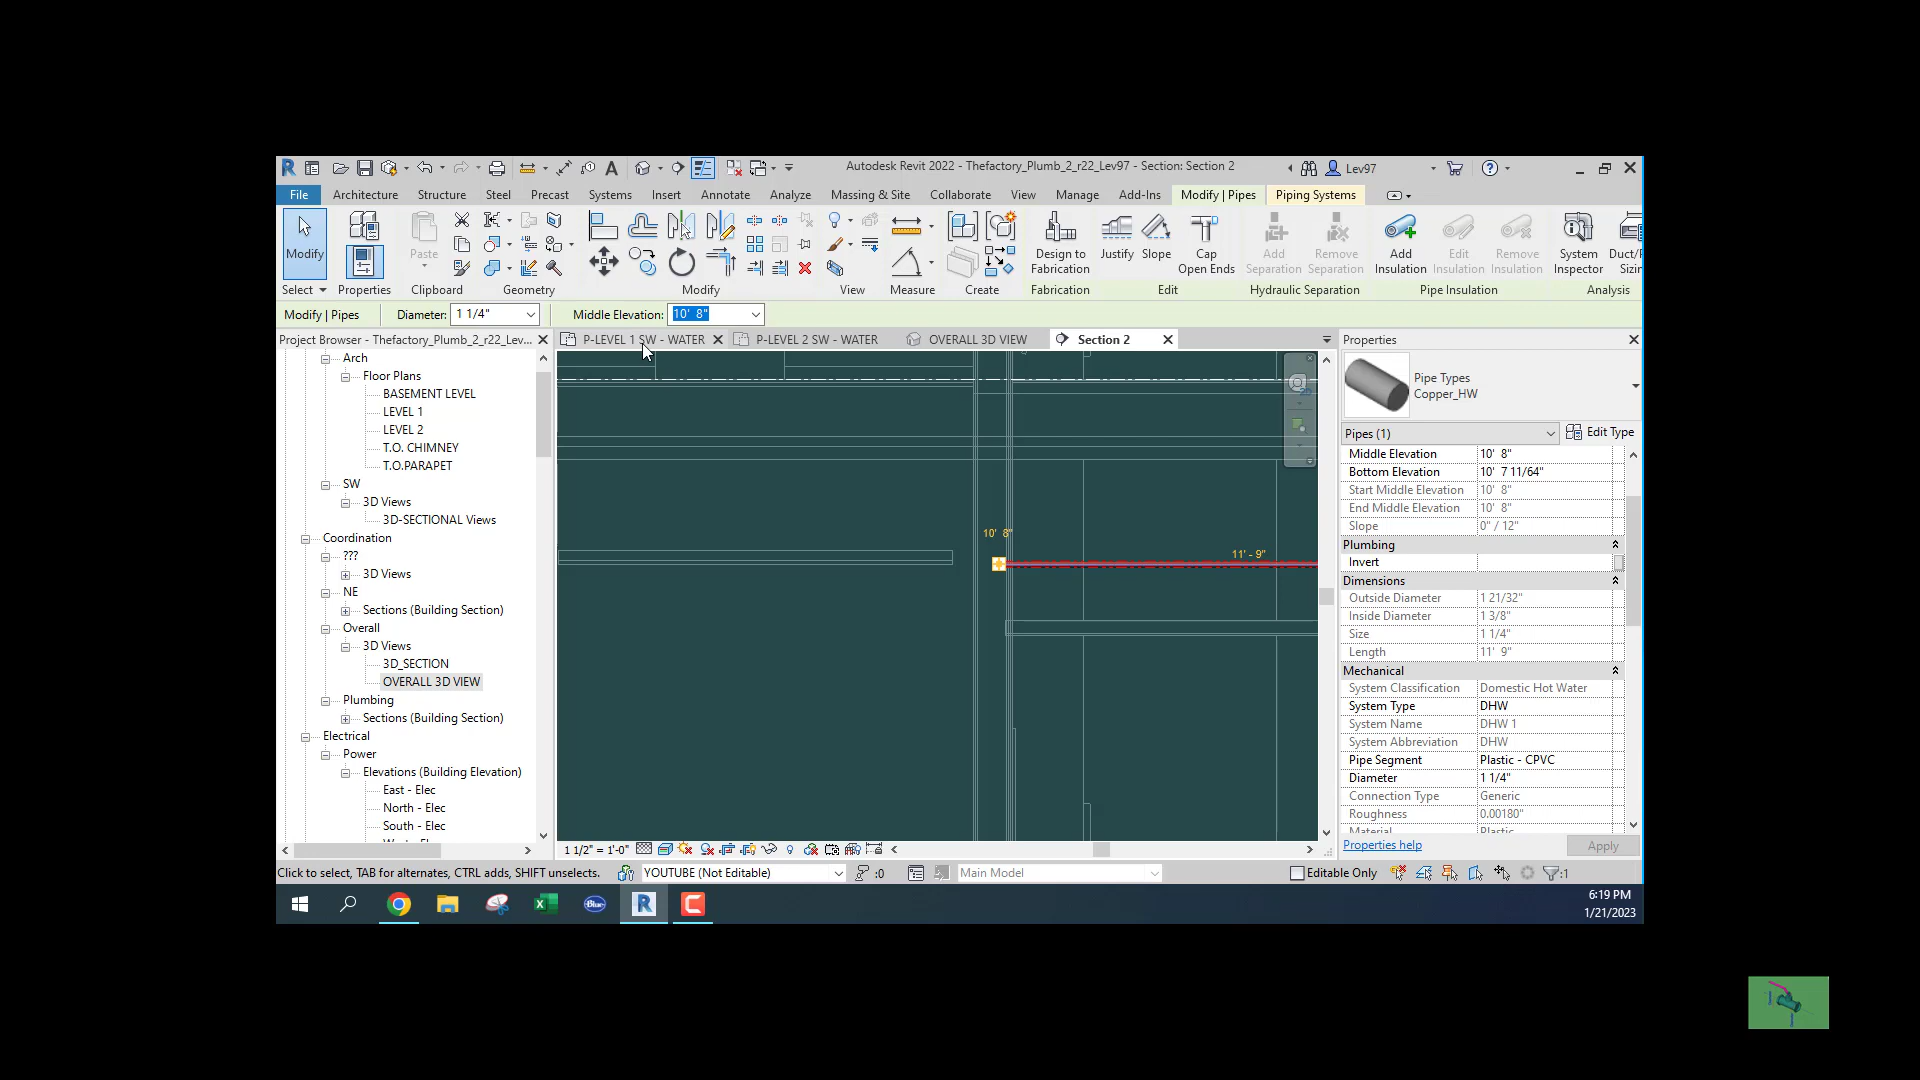 Autodesk Revit 2022 - Thefactory_Plumb_2_r22_Lev97 - Section: Section 2
Lev97
File Architecture Structure Steel Precast Systems Insert Annotate Analyze Massing & Site Collaborate View Manage Add-Ins Modify | Pipes Piping Systems
Modify
Paste
Design to Fabrication
Justify
Slope
Cap Open Ends
Add Separation
Remove Separation
Add Insulation
Edit Insulation
Remove Insulation
System Inspector
Duct/P
Sizin
Select Properties Clipboard Geometry Modify View Measure Create Fabrication Edit Hydraulic Separation Pipe Insulation Analysis
Modify | Pipes Diameter: 1 1/4" Middle Elevation: 10' 8"
Project Browser - Thefactory_Plumb_2_r22_Lev...
P-LEVEL 1 SW - WATER P-LEVEL 2 SW - WATER OVERALL 3D VIEW Section 2
Arch
Floor Plans
BASEMENT LEVEL
LEVEL 1
LEVEL 2
T.O. CHIMNEY
T.O.PARAPET
SW
3D Views
3D-SECTIONAL Views
Coordination
???
3D Views
NE
Sections (Building Section)
Overall
3D Views
3D_SECTION
OVERALL 3D VIEW
Plumbing
Sections (Building Section)
Electrical
Power
Elevations (Building Elevation)
East - Elec
North - Elec
South - Elec
10' 8"
11' - 9"
Properties
Pipe Types
Copper_HW
Pipes (1) Edit Type
Middle Elevation 10' 8"
Bottom Elevation 10' 7 11/64"
Start Middle Elevation 10' 8"
End Middle Elevation 10' 8"
Slope 0" / 12"
Plumbing
Invert
Dimensions
Outside Diameter 1 21/32"
Inside Diameter 1 3/8"
Size 1 1/4"
Length 11' 9"
Mechanical
System Classification Domestic Hot Water
System Type DHW
System Name DHW 1
System Abbreviation DHW
Pipe Segment Plastic - CPVC
Diameter 1 1/4"
Connection Type Generic
Roughness 0.00180"
Material Plastic
Properties help Apply
1 1/2" = 1'-0"
Click to select, TAB for alternates, CTRL adds, SHIFT unselects. YOUTUBE (Not Editable) :0 Main Model Editable Only :1
6:19 PM
1/21/2023